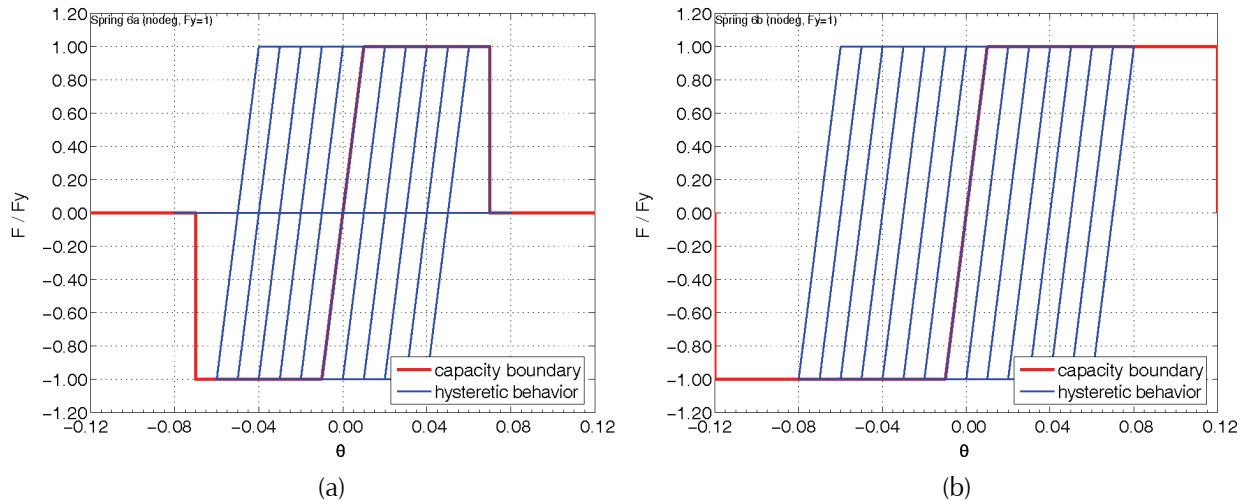 Spring 6a (nodeg, Fy=1)
1.20
1.00
0.80
0.60
0.40
0.20
0.00
−0.20
−0.40
−0.60
−0.80
−1.00
−1.20
F / Fy
capacity boundary
hysteretic behavior
−0.12 −0.08 −0.04 0.00 0.04 0.08 0.12
θ
(a)
Spring 6b (nodeg, Fy=1)
1.20
1.00
0.80
0.60
0.40
0.20
0.00
−0.20
−0.40
−0.60
−0.80
−1.00
−1.20
F / Fy
capacity boundary
hysteretic behavior
−0.12 −0.08 −0.04 0.00 0.04 0.08 0.12
θ
(b)